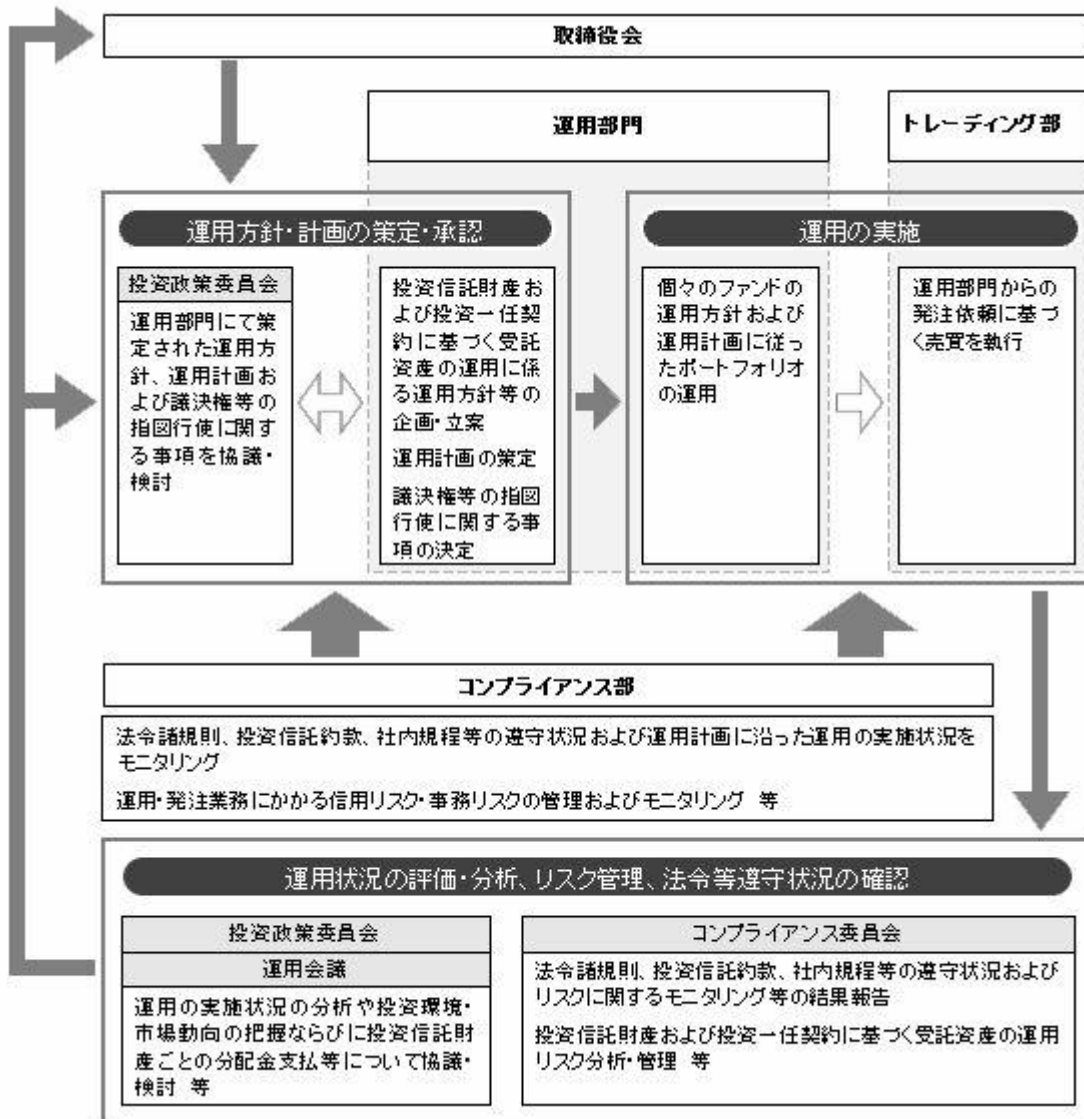 取締役会
運用部門
トレーディング部
運用方針・計画の策定・承認
投資政策委員会
運用部門にて策
定された運用方
針、運用計画お
よび議決権等の
指図行使に関す
る事項を協議・
検討
投資信託財産お
よび投資一任契
約に基づく受託
資産の運用に係
る運用方針等の
企画・立案
運用計画の策定
議決権等の指図
行使に関する事
項の決定
運用の実施
個々のファンドの
運用方針および
運用計画に従っ
たポートフォリオ
の運用
運用部門からの
発注依頼に基づ
く売買を執行
コンプライアンス部
法令諸規則、投資信託約款、社内規程等の遵守状況および運用計画に沿った運用の実施状況を
モニタリング
運用・発注業務にかかる信用リスク・事務リスクの管理およびモニタリング 等
運用状況の評価・分析、リスク管理、法令等遵守状況の確認
投資政策委員会
運用会議
運用の実施状況の分析や投資環境・
市場動向の把握ならびに投資信託財
産ごとの分配金支払等について協議・
検討 等
コンプライアンス委員会
法令諸規則、投資信託約款、社内規程等の遵守状況および
リスクに関するモニタリング等の結果報告
投資信託財産および投資一任契約に基づく受託資産の運用
リスク分析・管理 等